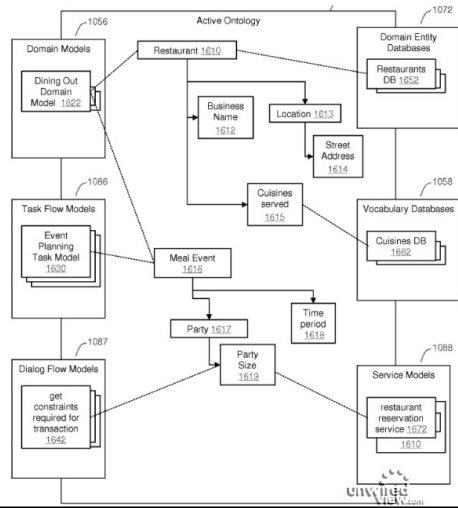 1056
Active Ontology
1072
Domain Models
Restaurant 1610
Domain Entity
Databases
Dining Out
Domain
Model 1622
Restaurants
DB 1652
Business
Name
1612
Location 1613
1086
Street
Address
1614
1058
Task Flow Models
Cuisines
served
1615
Vocabulary Databases
Event
Planning
Task Model
1630
Cuisines DB
1662
Meal Event
1616
1087
Party 1617
Time
period
1618
1088
Dialog Flow Models
Party
Size
1619
Service Models
get
constraints
required for
transaction
1642
restaurant
reservation
service 1672
1610
unwired
view.com